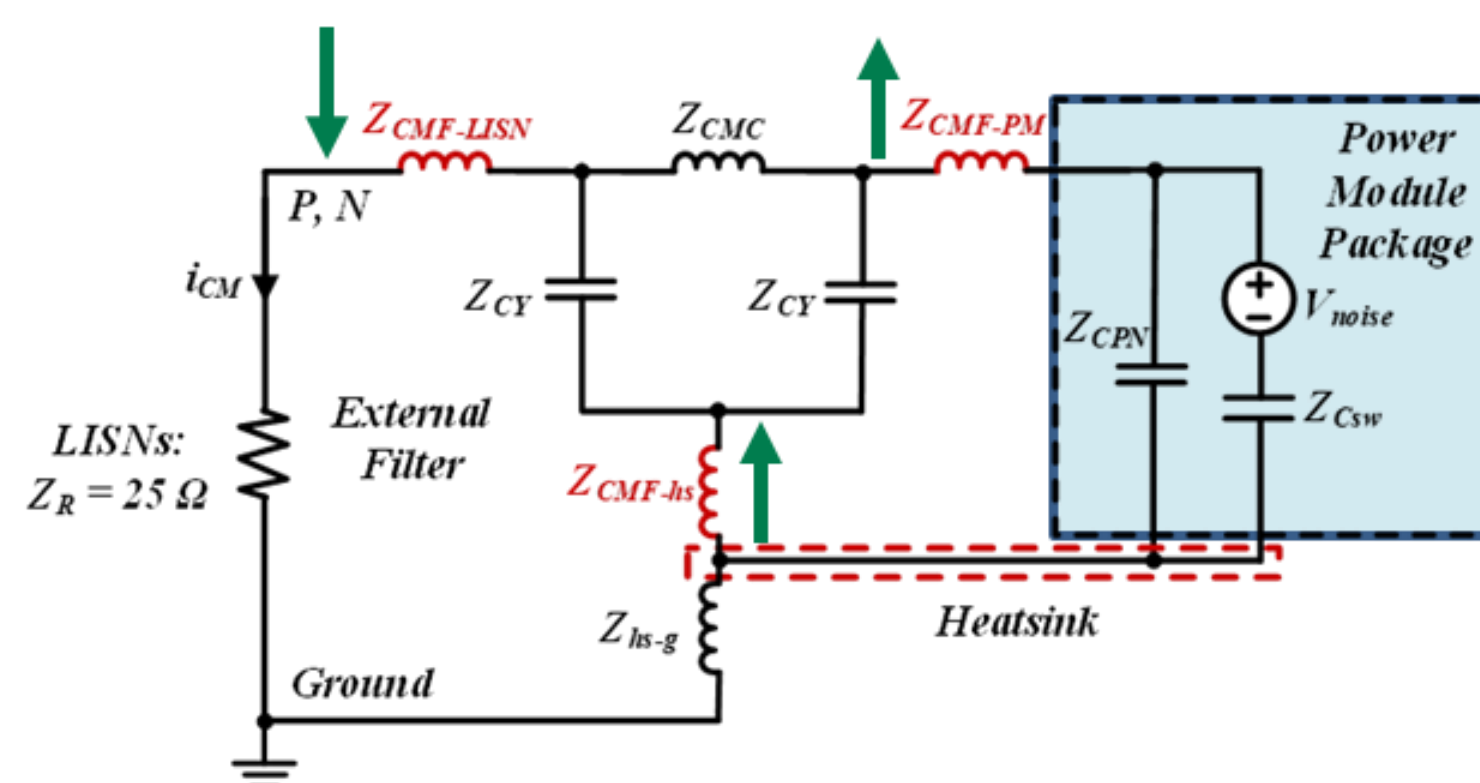 Z_CMF-LISN
Z_CMC
Z_CMF-PM
Power
Module
Package
P, N
i_CM
Z_CY
Z_CY
V_noise
Z_CPN
Z_Csw
External
Filter
LISNs:
Z_R = 25 Ω
Z_CMF-hs
Z_hs-g
Heatsink
Ground